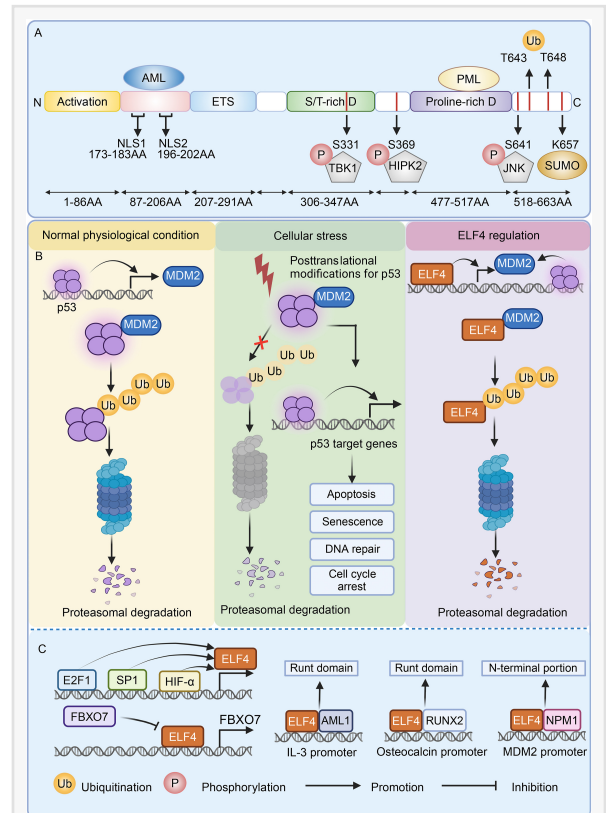 A
Ub
T643 T648
AML
PML
N Activation ETS S/T-rich D Proline-rich D C
NLS1 NLS2
173-183AA 196-202AA
P S331
TBK1
P S369
HIPK2
P S641
JNK
K657
SUMO
1-86AA 87-206AA 207-291AA 306-347AA 477-517AA 518-663AA
Normal physiological condition
Cellular stress
ELF4 regulation
B
MDM2
p53
MDM2
Ub Ub Ub Ub
Proteasomal degradation
Posttranslational
modifications for p53
MDM2
Ub Ub Ub Ub
p53 target genes
Apoptosis
Senescence
DNA repair
Cell cycle
arrest
Proteasomal degradation
ELF4 MDM2
ELF4 MDM2
ELF4 Ub Ub Ub Ub
Proteasomal degradation
C
E2F1 SP1 HIF-α ELF4
FBXO7 ELF4 FBXO7
Runt domain
ELF4 AML1
IL-3 promoter
Runt domain
ELF4 RUNX2
Osteocalcin promoter
N-terminal portion
ELF4 NPM1
MDM2 promoter
Ub Ubiquitination P Phosphorylation Promotion Inhibition